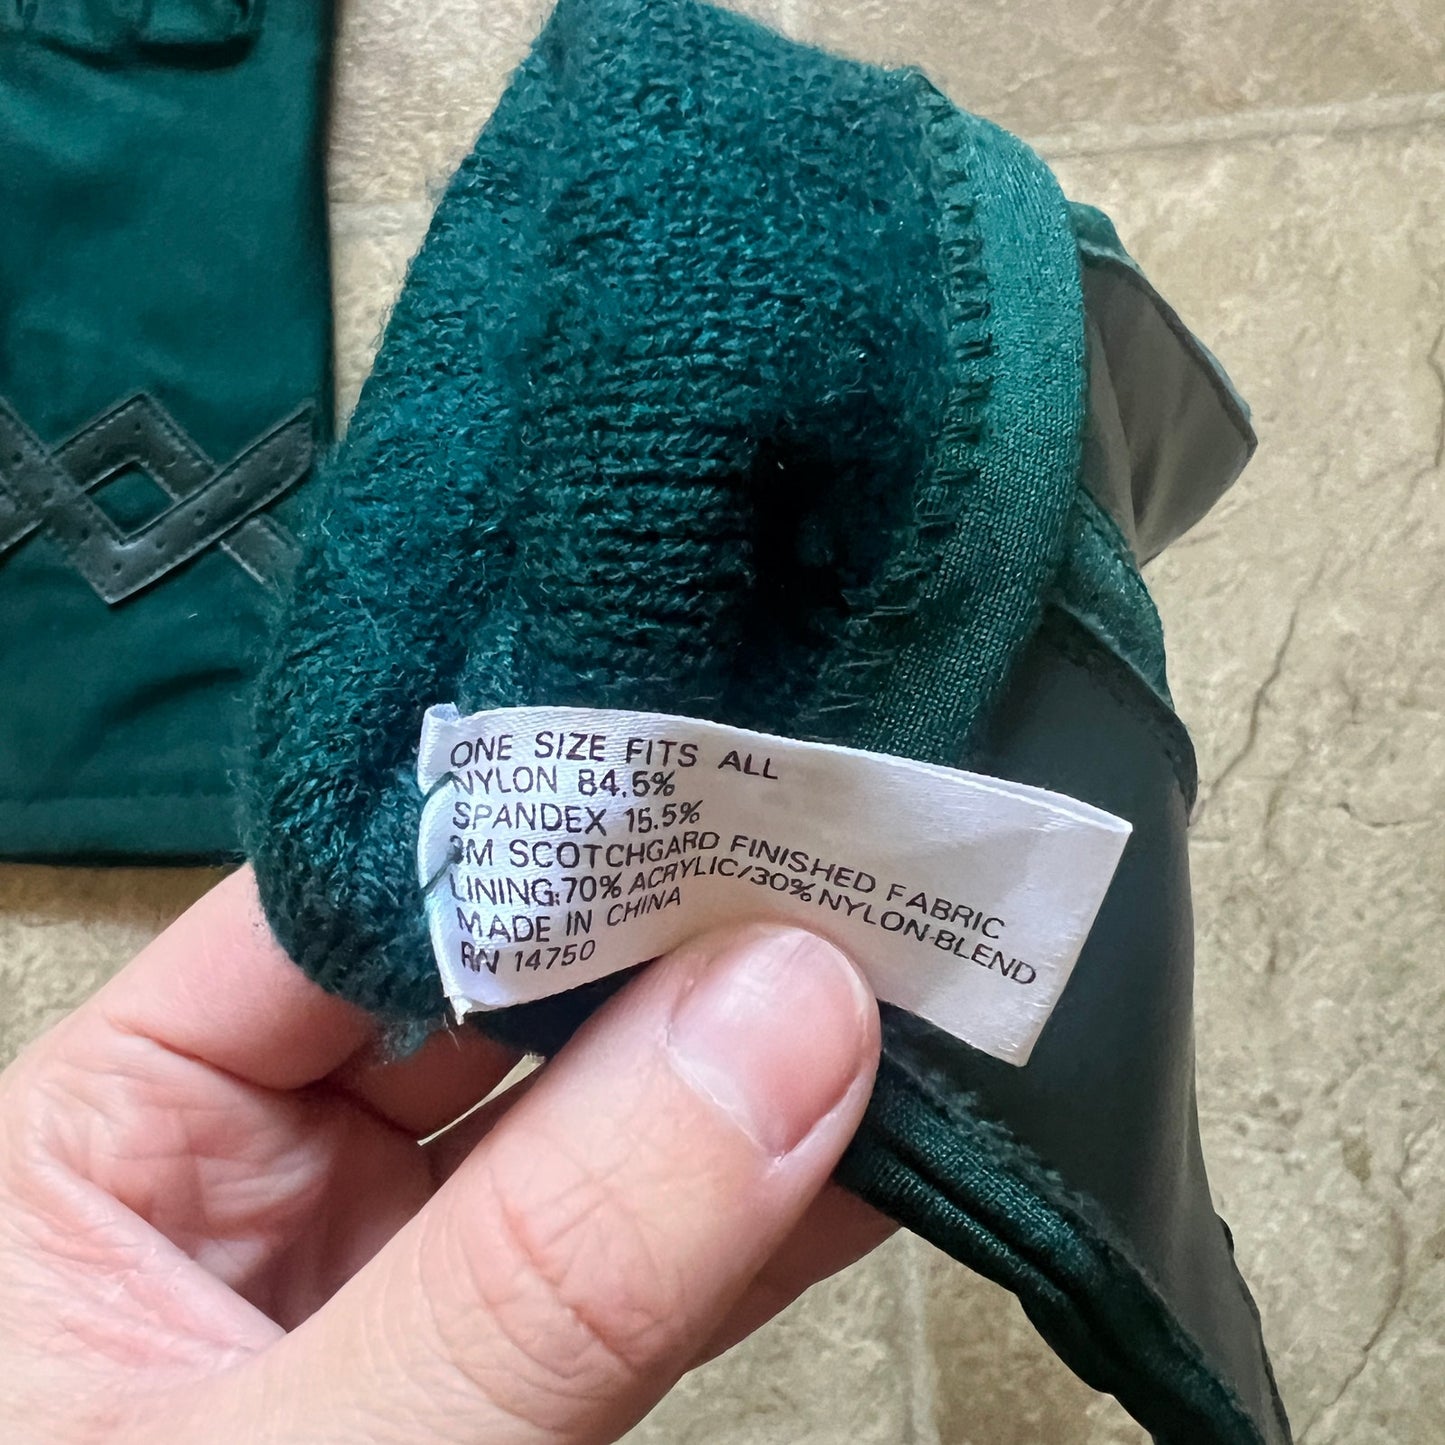 ONE SIZE FITS ALL
NYLON 84.5%
SPANDEX 15.5%
3M SCOTCHGARD FINISHED FABRIC
LINING:70% ACRYLIC/30% NYLON-BLEND
MADE IN CHINA
RN 14750